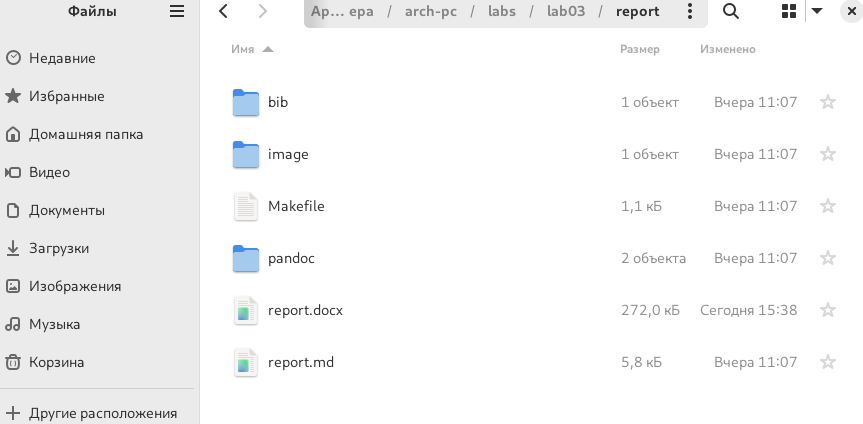 Файлы
Ар… ера / arch-pc / labs / lab03 / report
Недавние
Избранные
Домашняя папка
Видео
Документы
Загрузки
Изображения
Музыка
Корзина
Другие расположения
Имя Размер Изменено
bib 1 объект Вчера 11:07
image 1 объект Вчера 11:07
Makefile 1,1 кБ Вчера 11:07
pandoc 2 объекта Вчера 11:07
report.docx 272,0 кБ Сегодня 15:38
report.md 5,8 кБ Вчера 11:07